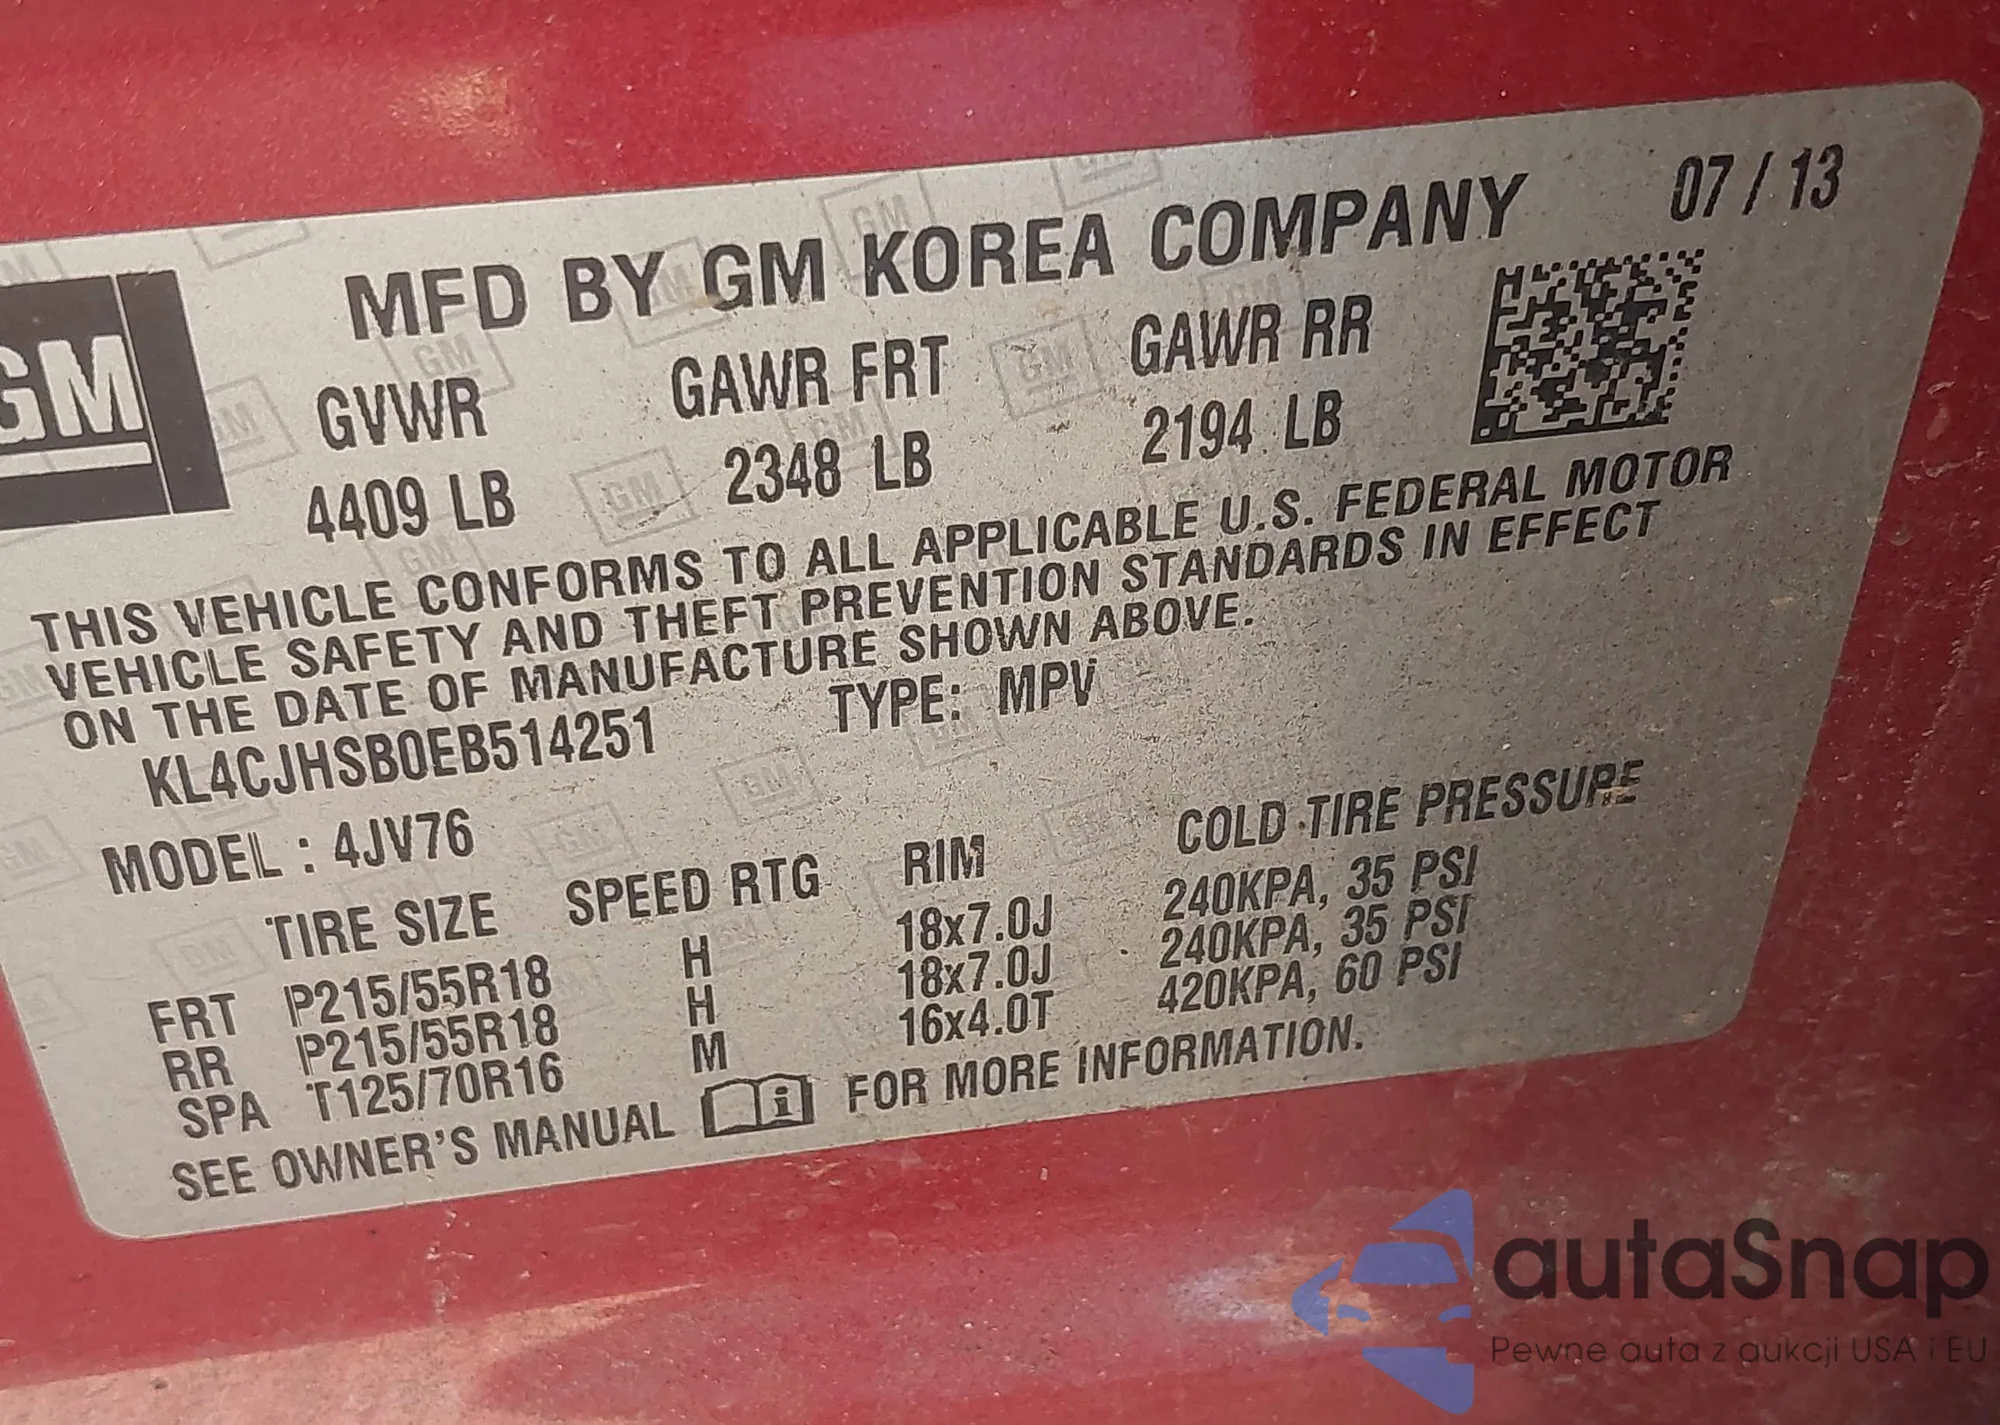 07 / 13
MFD BY GM KOREA COMPANY
GM
GVWR GAWR FRT GAWR RR
4409 LB 2348 LB 2194 LB
THIS VEHICLE CONFORMS TO ALL APPLICABLE U.S. FEDERAL MOTOR
VEHICLE SAFETY AND THEFT PREVENTION STANDARDS IN EFFECT
ON THE DATE OF MANUFACTURE SHOWN ABOVE.
KL4CJHSB0EB514251 TYPE: MPV
MODEL : 4JV76
TIRE SIZE SPEED RTG RIM COLD TIRE PRESSURE
FRT P215/55R18 H 18x7.0J 240KPA, 35 PSI
RR P215/55R18 H 18x7.0J 240KPA, 35 PSI
SPA T125/70R16 M 16x4.0T 420KPA, 60 PSI
SEE OWNER'S MANUAL i FOR MORE INFORMATION.
autaSnap
Pewne auta z aukcji USA i EU